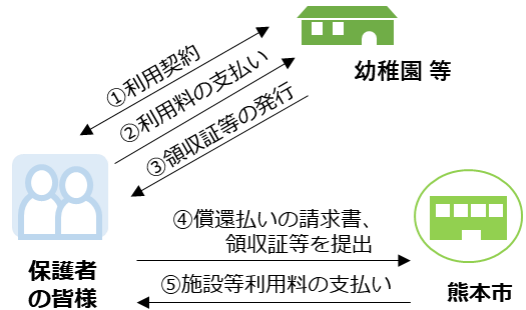 ①利用契約
②利用料の支払い
③領収証等の発行
幼稚園 等
④償還払いの請求書、
領収証等を提出
⑤施設等利用料の支払い
保護者
の皆様
熊本市